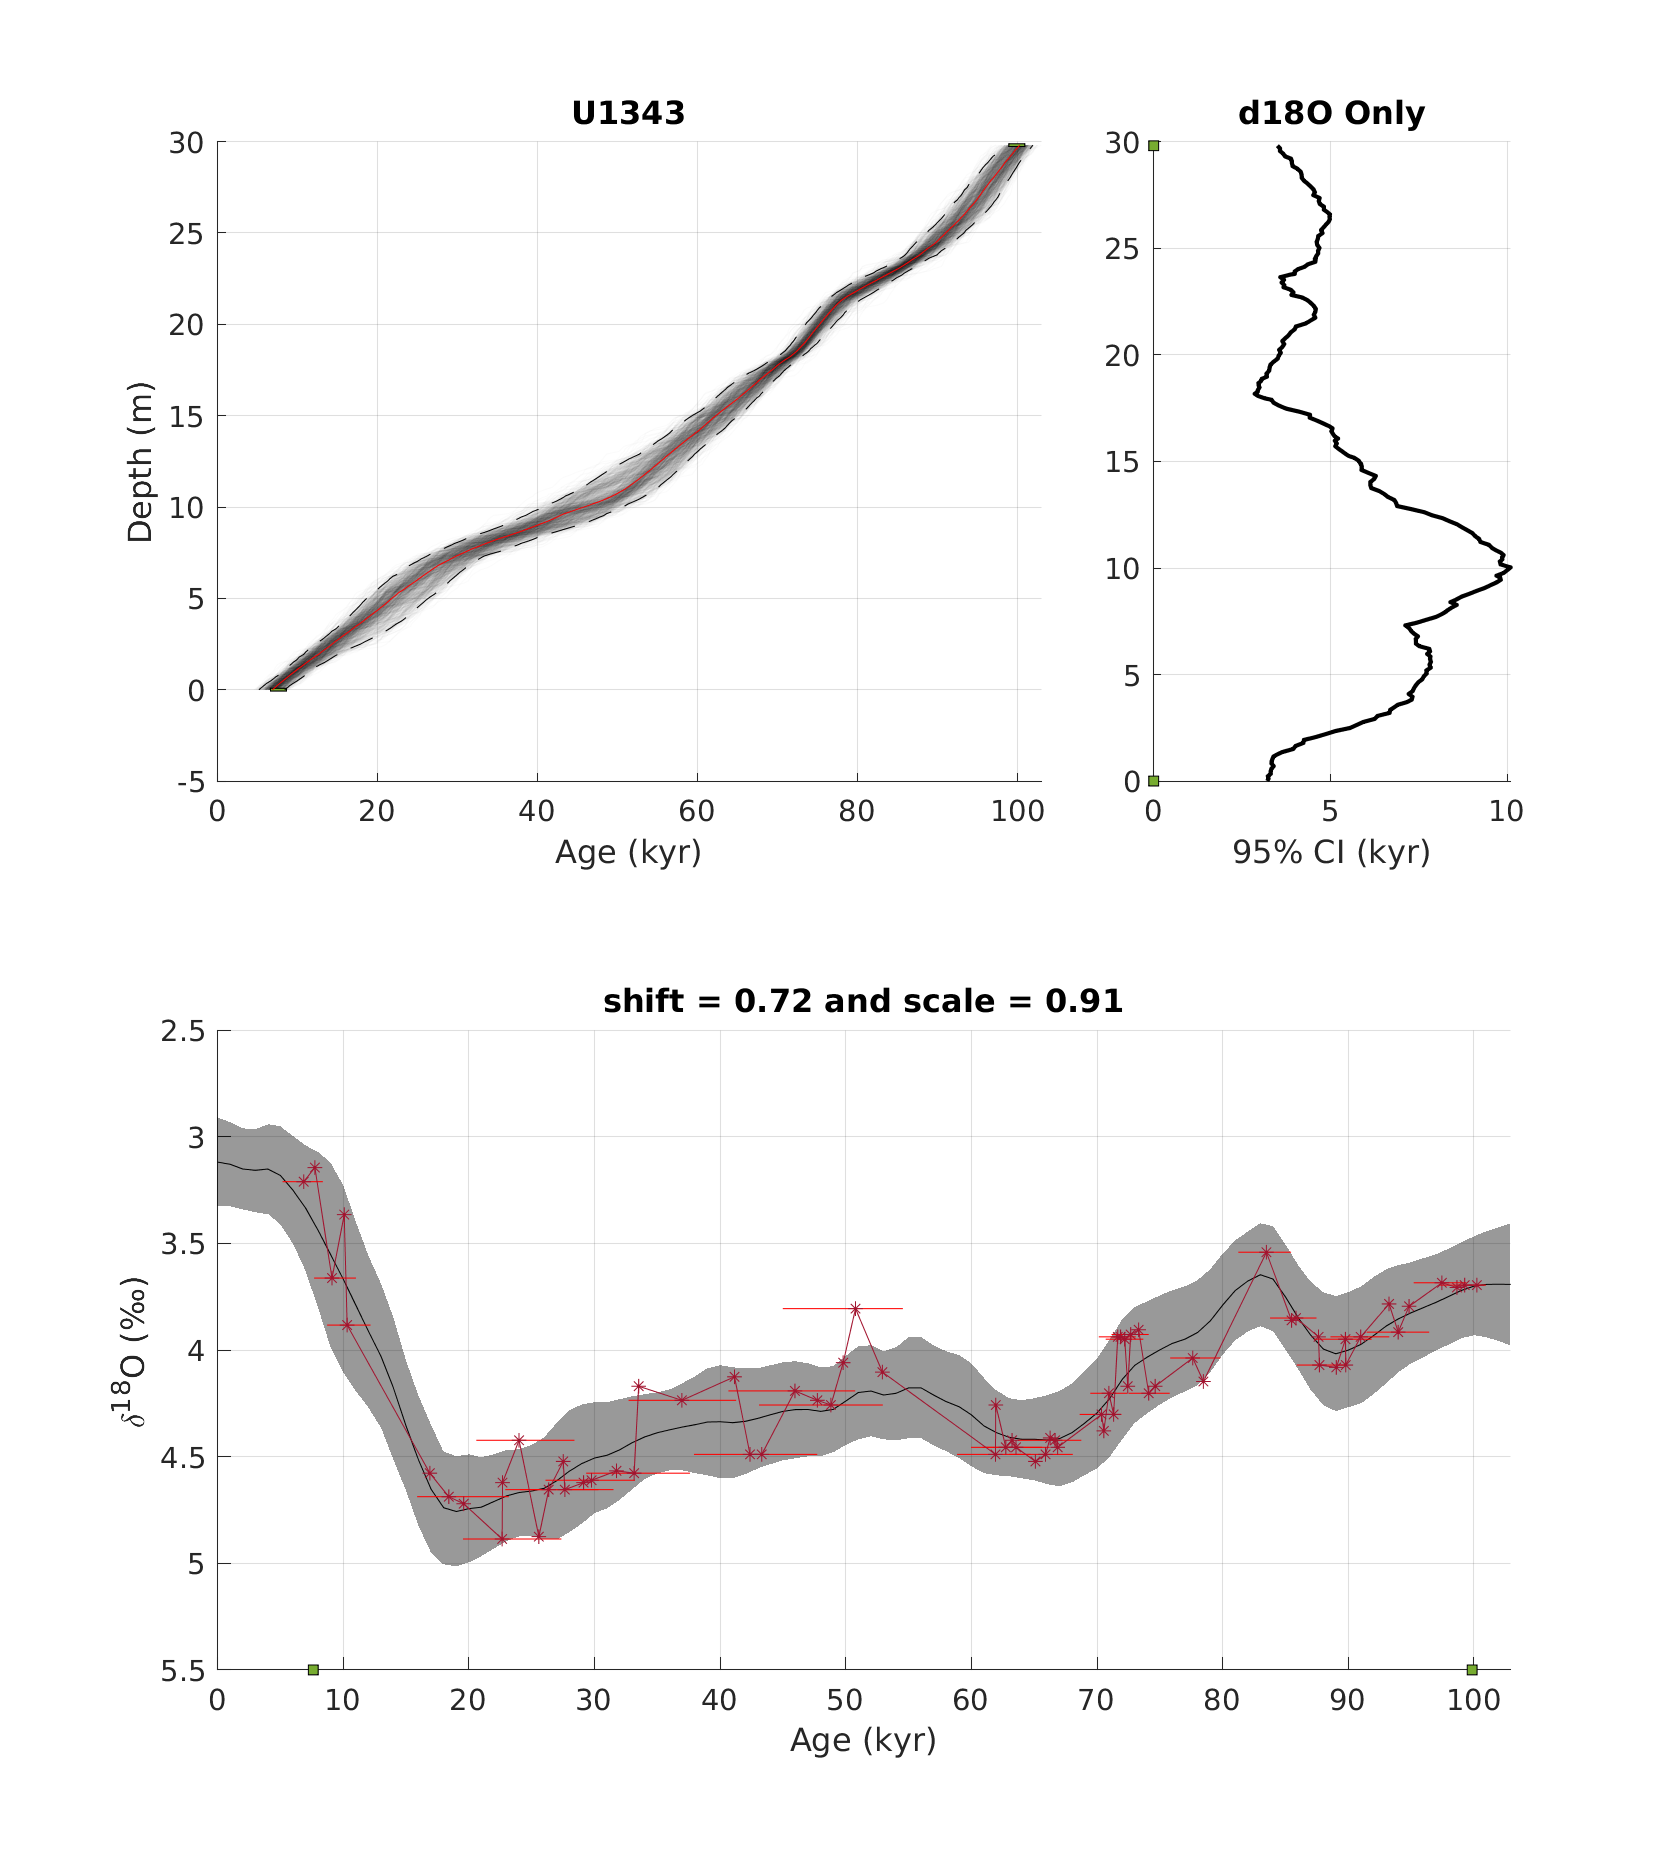 U1343
d18O Only
30
25
20
15
10
5
0
-5
Depth (m)
0 20 40 60 80 100
Age (kyr)
30
25
20
15
10
5
0
0 5 10
95% CI (kyr)
shift = 0.72 and scale = 0.91
2.5
3
3.5
4
4.5
5
5.5
δ18O (‰)
0 10 20 30 40 50 60 70 80 90 100
Age (kyr)